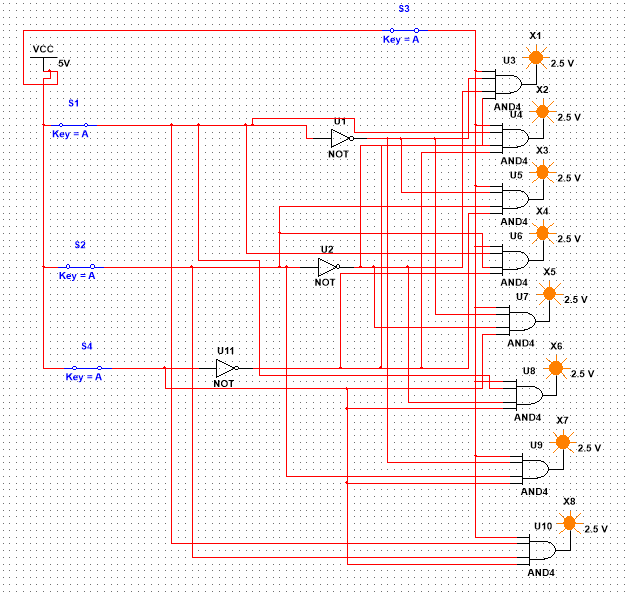 S3
Key = A
X1
VCC
5V
U3
2.5 V
AND4
X2
S1
Key = A
U1
NOT
U4
2.5 V
AND4
X3
U5
2.5 V
AND4
X4
S2
Key = A
U2
NOT
U6
2.5 V
AND4
X5
U7
2.5 V
AND4
S4
Key = A
U11
NOT
X6
U8
2.5 V
AND4
X7
U9
2.5 V
AND4
X8
U10
2.5 V
AND4